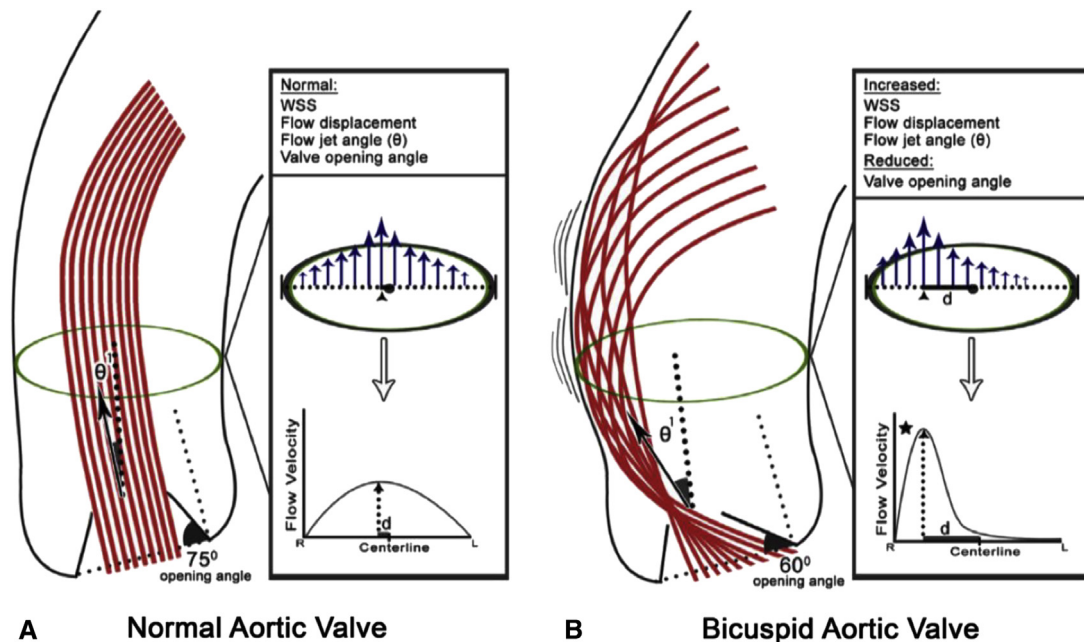 Normal:
WSS
Flow displacement
Flow jet angle (θ)
Valve opening angle
θ¹
75⁰
opening angle
Flow Velocity
d
R
Centerline
L
A Normal Aortic Valve
Increased:
WSS
Flow displacement
Flow jet angle (θ)
Reduced:
Valve opening angle
d
θ¹
60⁰
opening angle
Flow Velocity
d
R
Centerline
L
B Bicuspid Aortic Valve